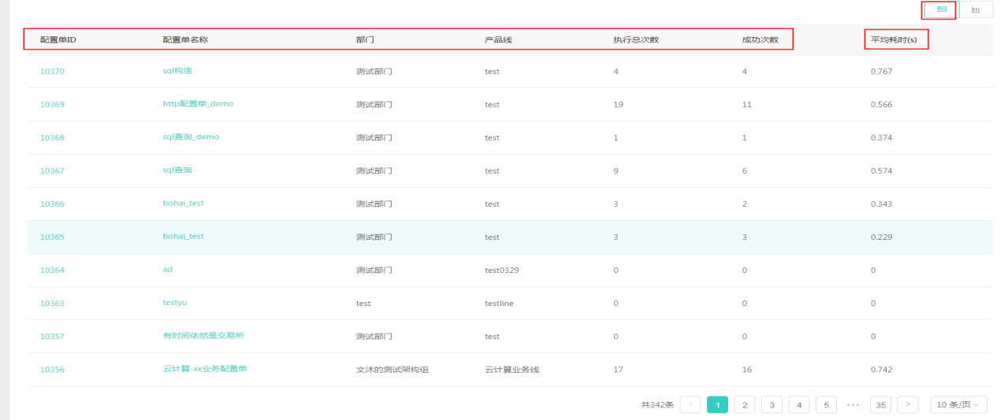 配置单ID 配置单名称 部门 产品线 执行总次数 成功次数 平均耗时(s)
10370 sql构造 测试部门 test 4 4 0.767
10369 http配置单_demo 测试部门 test 19 11 0.566
10368 sql查询_demo 测试部门 test 1 1 0.374
10367 sql查询 测试部门 test 9 6 0.574
10366 bohai_test 测试部门 test 3 2 0.343
10365 bohai_test 测试部门 test 3 3 0.229
10364 ad 测试部门 test0329 0 0 0
10363 testyu test testline 0 0 0
10357 有时间依然是交易所 测试部门 test 0 0 0
10356 云计算-xx业务配置单 文沐的测试架构组 云计算业务线 17 16 0.742
共342条 < 1 2 3 4 5 ••• 35 > 10 条/页